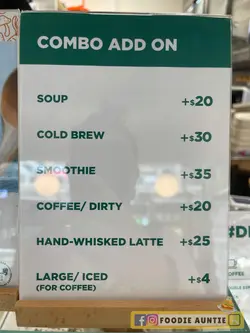 COMBO ADD ON
SOUP +$20
COLD BREW +$30
SMOOTHIE +$35
COFFEE/ DIRTY +$20
HAND-WHISKED LATTE +$25
LARGE/ ICED +$4
(FOR COFFEE)
FOODIE AUNTIE